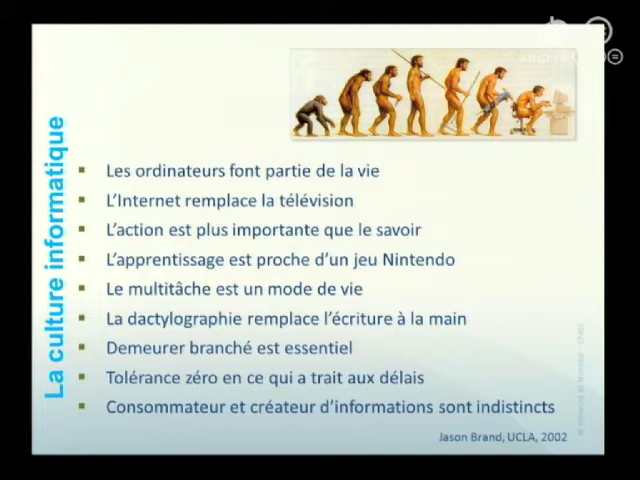 La culture informatique
Les ordinateurs font partie de la vie
L'Internet remplace la télévision
L'action est plus importante que le savoir
L'apprentissage est proche d'un jeu Nintendo
Le multitâche est un mode de vie
La dactylographie remplace l'écriture à la main
Demeurer branché est essentiel
Tolérance zéro en ce qui a trait aux délais
Consommateur et créateur d'informations sont indistincts
Jason Brand, UCLA, 2002